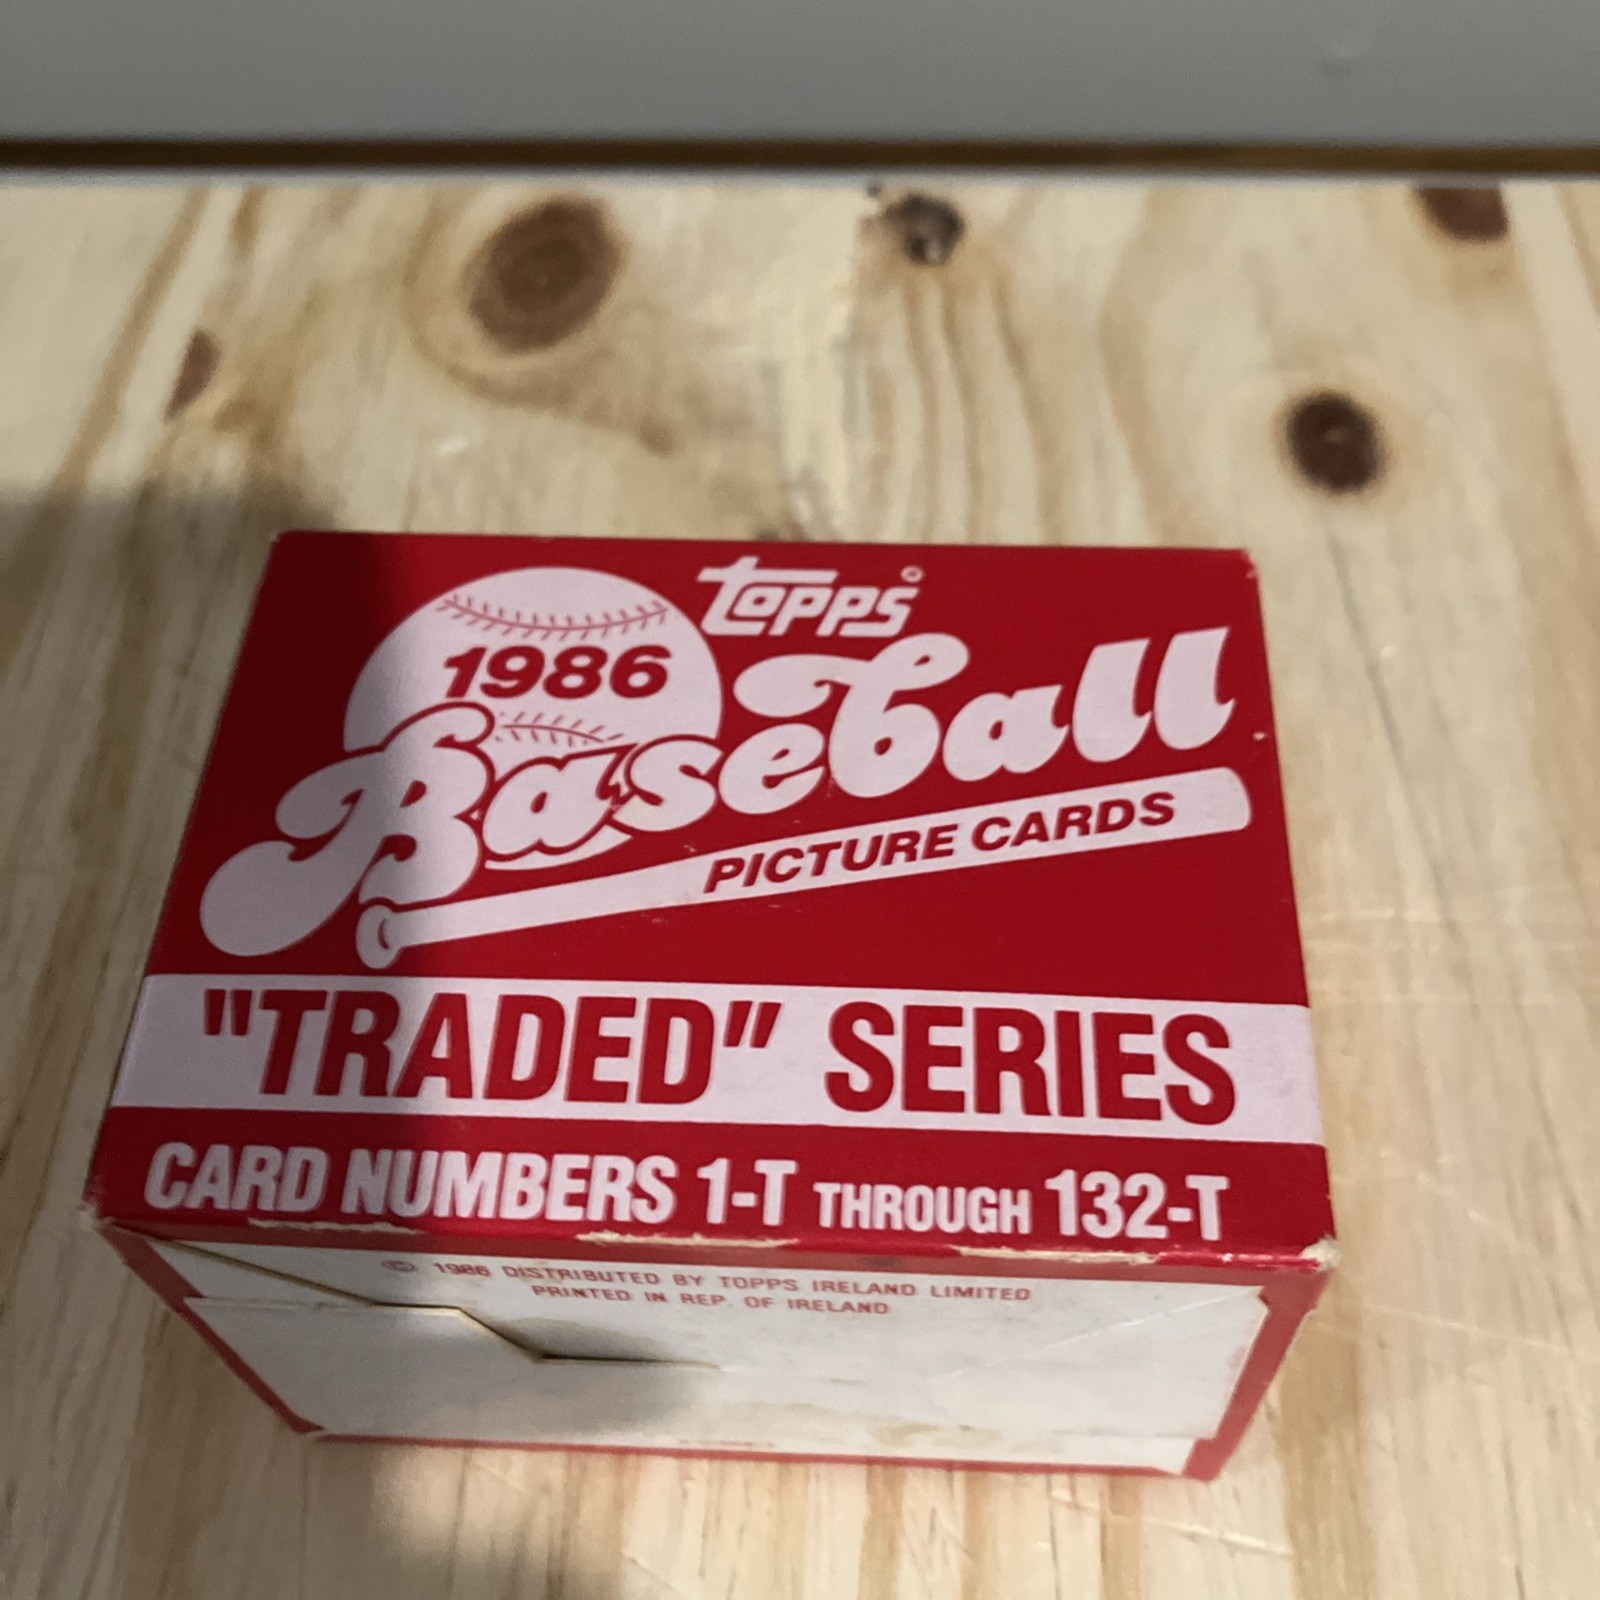 topps®
1986
Baseball
PICTURE CARDS
"TRADED" SERIES
CARD NUMBERS 1-T THROUGH 132-T
© 1986 DISTRIBUTED BY TOPPS IRELAND LIMITED
PRINTED IN REP. OF IRELAND